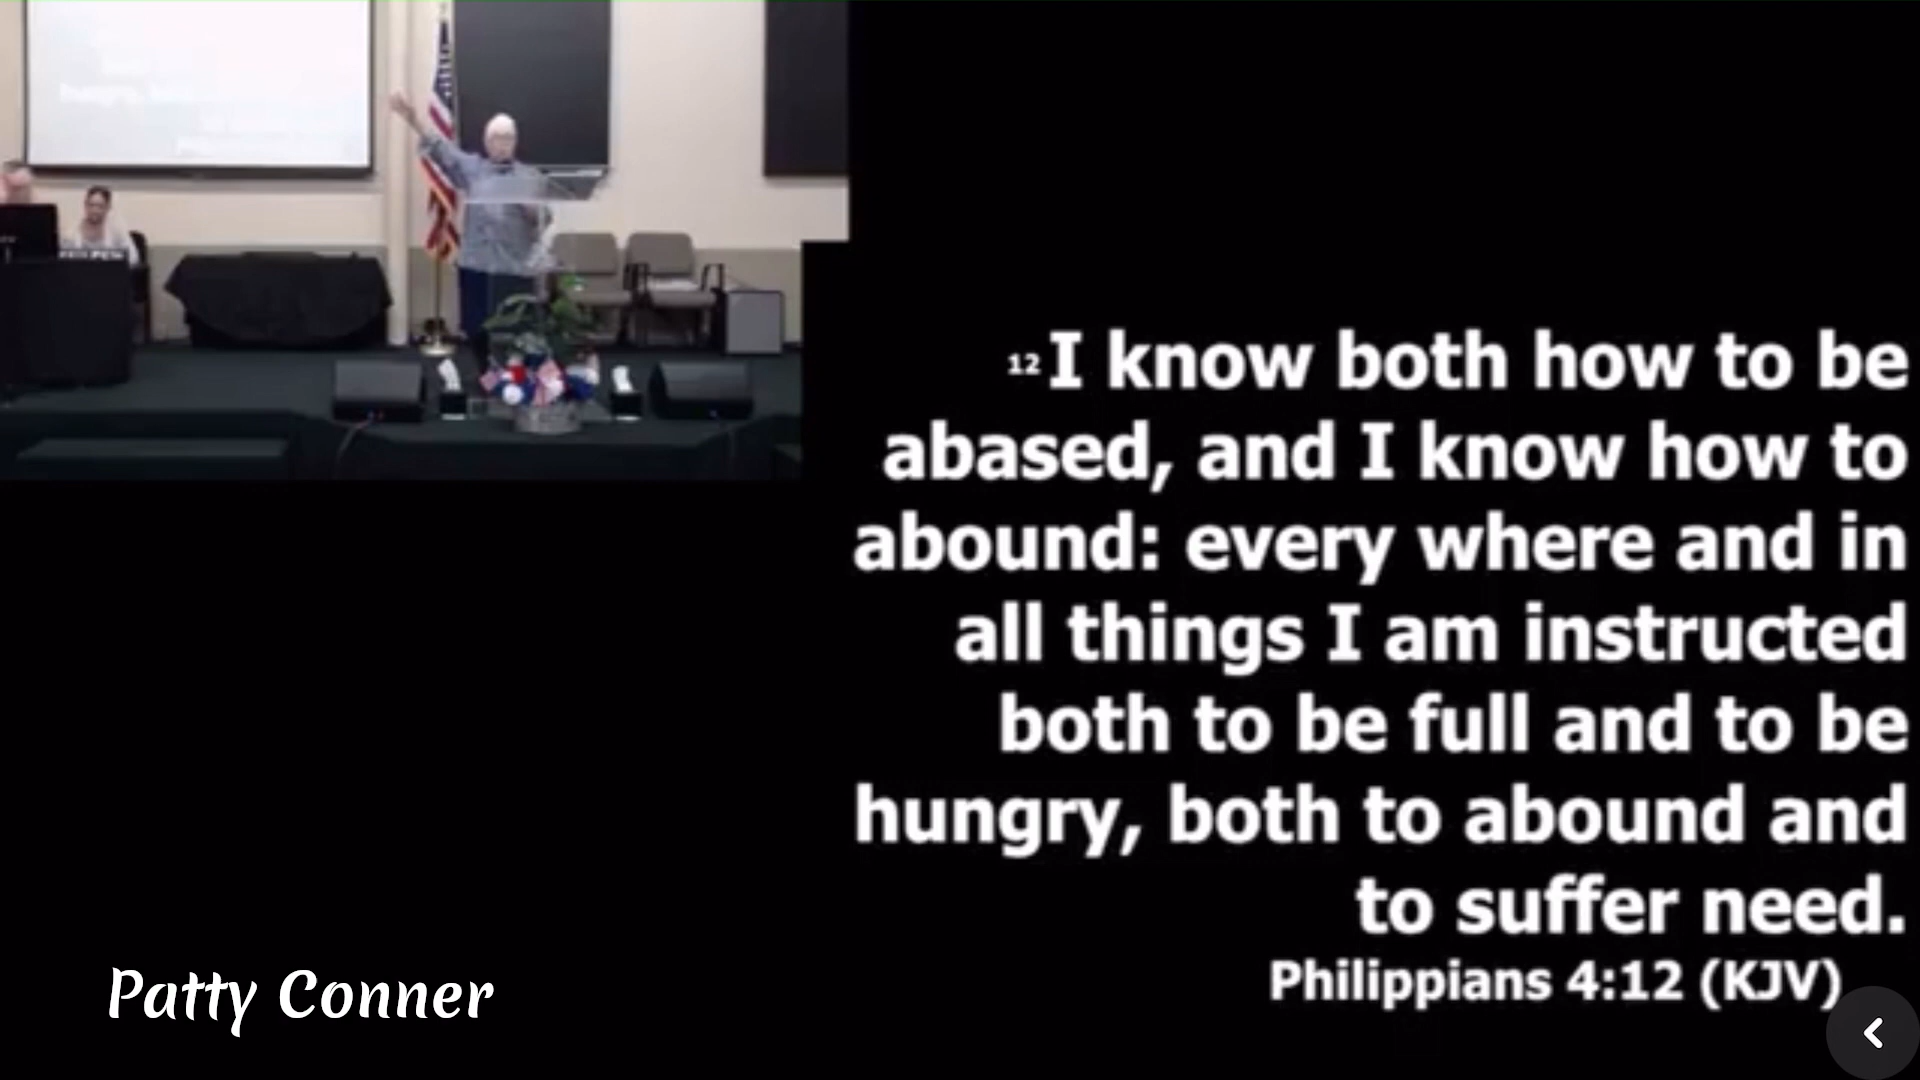 12 I know both how to be
abased, and I know how to
abound: every where and in
all things I am instructed
both to be full and to be
hungry, both to abound and
to suffer need.
Philippians 4:12 (KJV)
Patty Conner